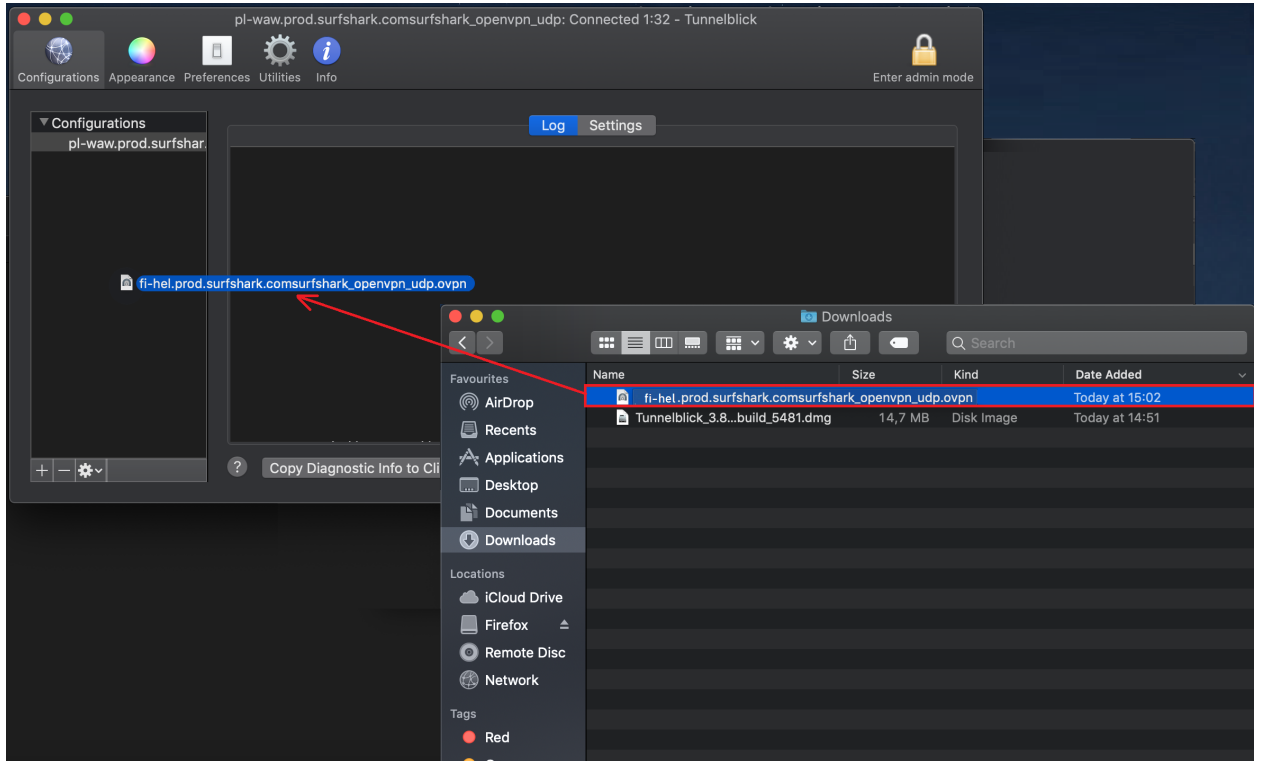 pl-waw.prod.surfshark.comsurfshark_openvpn_udp: Connected 1:32 - Tunnelblick
Configurations Appearance Preferences Utilities Info Enter admin mode
Configurations
pl-waw.prod.surfshar
Log Settings
fi-hel.prod.surfshark.comsurfshark_openvpn_udp.ovpn
? Copy Diagnostic Info to Cli
Downloads
Search
Favourites
AirDrop
Recents
Applications
Desktop
Documents
Downloads
Locations
iCloud Drive
Firefox
Remote Disc
Network
Tags
Red
Name Size Kind Date Added
fi-hel.prod.surfshark.comsurfshark_openvpn_udp.ovpn Today at 15:02
Tunnelblick_3.8...build_5481.dmg 14,7 MB Disk Image Today at 14:51